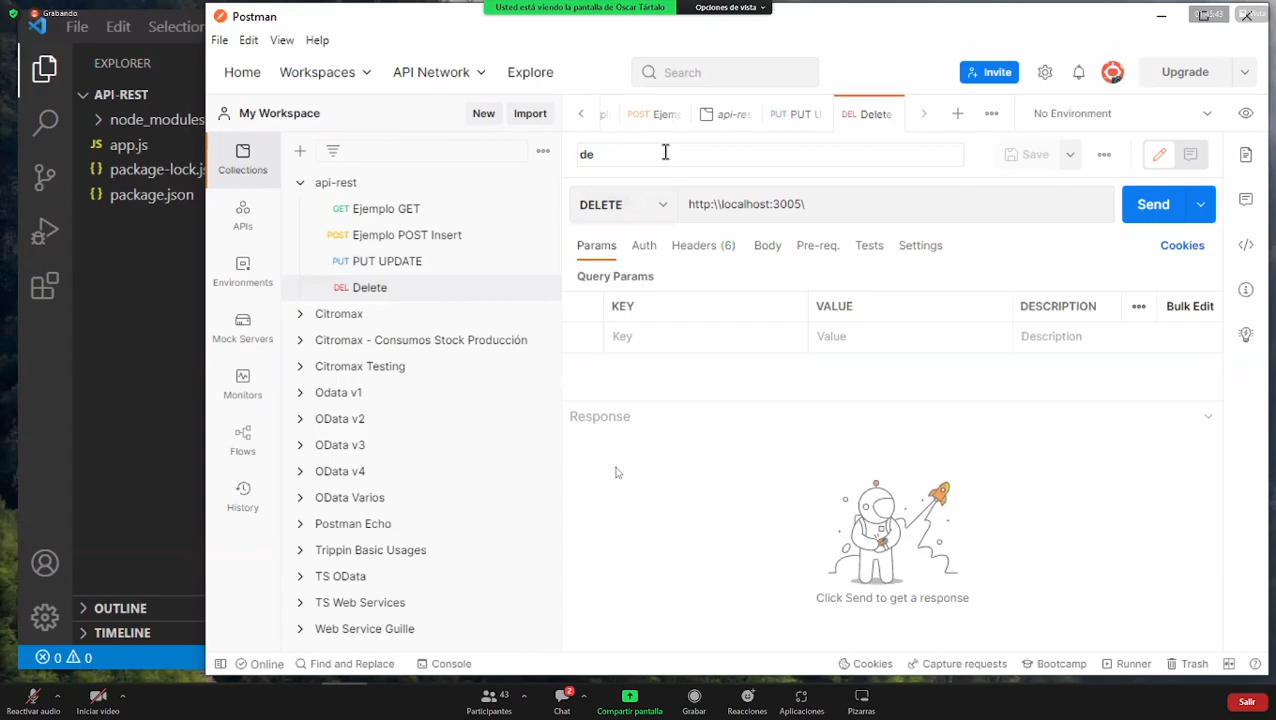 Grabando
Usted está viendo la pantalla de Oscar Tártalo
Opciones de vista
File Edit Selection
EXPLORER
API-REST
node_modules
app.js
package-lock.js
package.json
OUTLINE
TIMELINE
0 0
Postman
File Edit View Help
Home Workspaces API Network Explore
Search
Invite
Upgrade
My Workspace
New
Import
POST Ejem
api-res
PUT PUT U
DEL Delete
No Environment
Collections
APIs
Environments
Mock Servers
Monitors
Flows
History
api-rest
GET Ejemplo GET
POST Ejemplo POST Insert
PUT PUT UPDATE
DEL Delete
Citromax
Citromax - Consumos Stock Producción
Citromax Testing
Odata v1
OData v2
OData v3
OData v4
OData Varios
Postman Echo
Trippin Basic Usages
TS OData
TS Web Services
Web Service Guille
de
Save
DELETE
http:\\localhost:3005\
Send
Params Auth Headers (6) Body Pre-req. Tests Settings
Cookies
Query Params
KEY VALUE DESCRIPTION
Bulk Edit
Key Value Description
Response
Click Send to get a response
Online
Find and Replace
Console
Cookies
Capture requests
Bootcamp
Runner
Trash
Reactivar audio
Iniciar video
43
Participantes
2
Chat
Compartir pantalla
Grabar
Reacciones
Aplicaciones
Pizarras
Salir